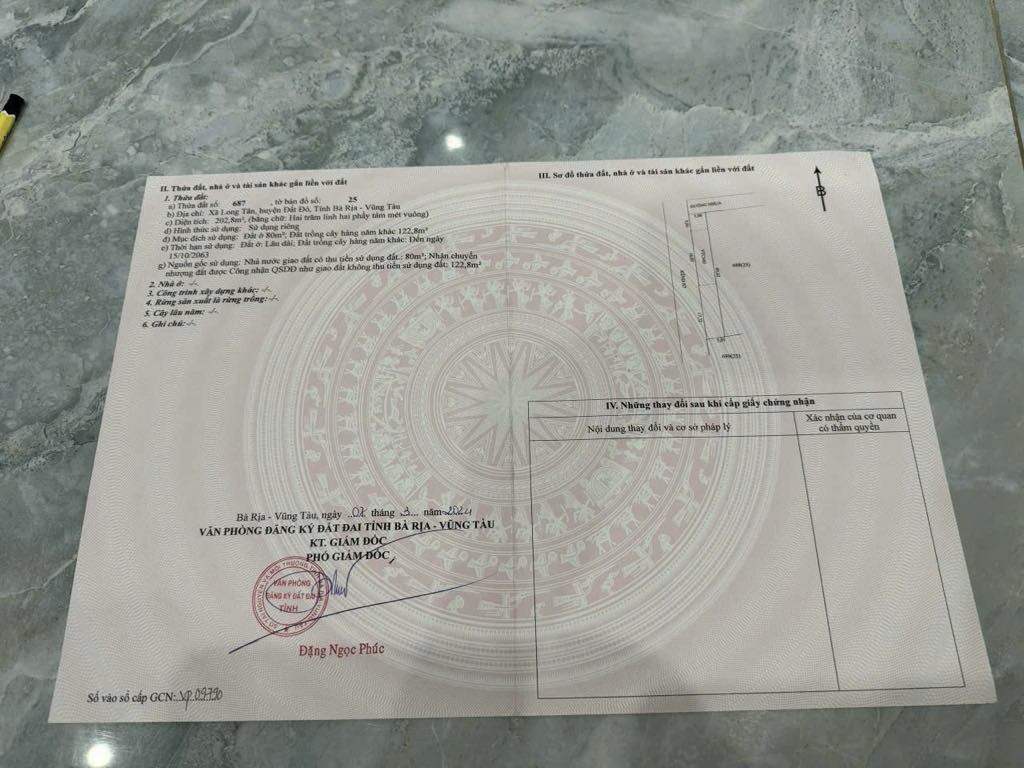 II. Thửa đất, nhà ở và tài sản khác gắn liền với đất
1. Thửa đất:
a) Thửa đất số: 687 , tờ bản đồ số: 25
b) Địa chỉ: Xã Long Tân, huyện Đất Đỏ, Tỉnh Bà Rịa - Vũng Tàu
c) Diện tích: 202,8m², (bằng chữ: Hai trăm linh hai phẩy tám mét vuông)
d) Hình thức sử dụng: Sử dụng riêng
đ) Mục đích sử dụng: Đất ở 80m²; Đất trồng cây hàng năm khác 122,8m²
e) Thời hạn sử dụng: Đất ở: Lâu dài; Đất trồng cây hàng năm khác: Đến ngày
15/10/2063
g) Nguồn gốc sử dụng: Nhà nước giao đất có thu tiền sử dụng đất.: 80m²; Nhận chuyển
nhượng đất được Công nhận QSDĐ như giao đất không thu tiền sử dụng đất: 122,8m²
2. Nhà ở: -/-
3. Công trình xây dựng khác: -/-
4. Rừng sản xuất là rừng trồng: -/-
5. Cây lâu năm: -/-
6. Ghi chú: -/-
Bà Rịa - Vũng Tàu, ngày 07 tháng 3 năm 2024
VĂN PHÒNG ĐĂNG KÝ ĐẤT ĐAI TỈNH BÀ RỊA - VŨNG TÀU
KT. GIÁM ĐỐC
PHÓ GIÁM ĐỐC
VĂN PHÒNG
ĐĂNG KÝ ĐẤT ĐAI
TỈNH
Đặng Ngọc Phúc
Số vào sổ cấp GCN: VP 09790
III. Sơ đồ thửa đất, nhà ở và tài sản khác gắn liền với đất
B
ĐƯỜNG NHỰA
688(25)
699(25)
IV. Những thay đổi sau khi cấp giấy chứng nhận
Nội dung thay đổi và cơ sở pháp lý
Xác nhận của cơ quan
có thẩm quyền